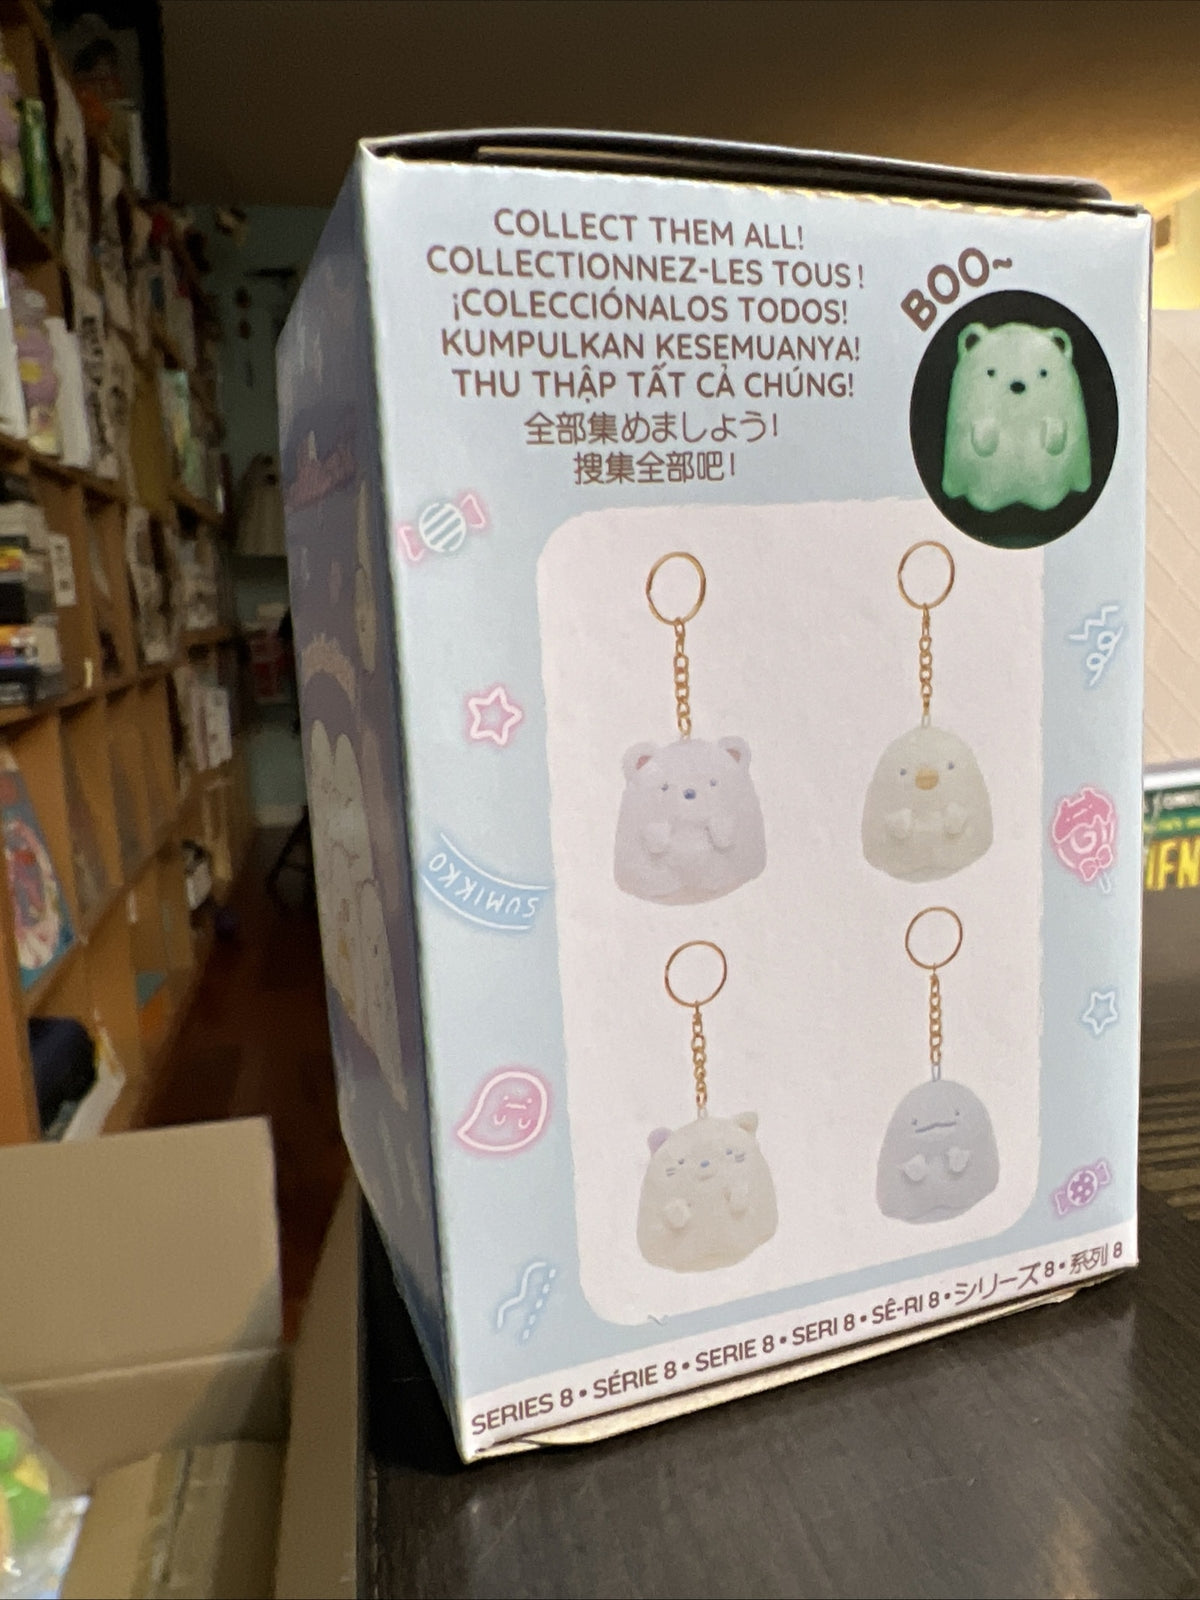 COLLECT THEM ALL!
COLLECTIONNEZ-LES TOUS !
¡COLECCIÓNALOS TODOS!
KUMPULKAN KESEMUANYA!
THU THẬP TẤT CẢ CHÚNG!
全部集めましよう!
搜集全部吧!
BOO~
SUMIKKO
G
SERIES 8 • SÉRIE 8 • SERIE 8 • SERI 8 • SÊ-RI 8 • シリーズ 8 • 系列 8